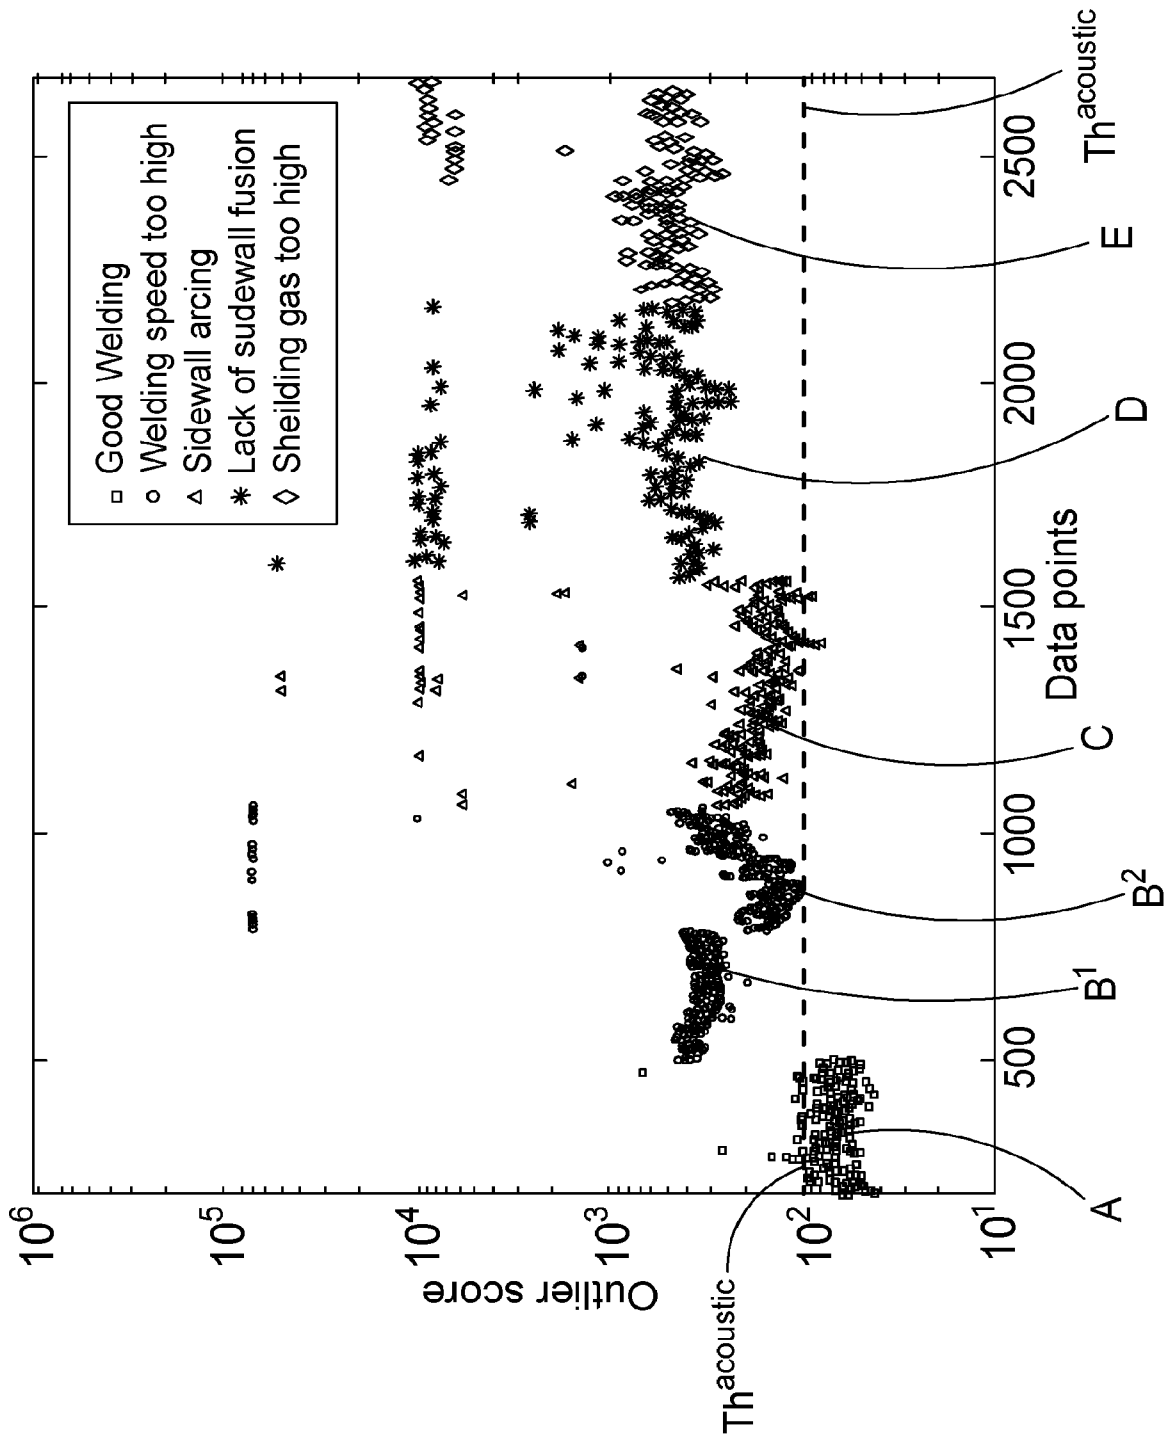 Good Welding
Welding speed too high
Sidewall arcing
Lack of sudewall fusion
Sheilding gas too high
10^6
10^5
10^4
10^3
10^2
10^1
Outlier score
500
1000
1500
2000
2500
Data points
Th^acoustic
Th^acoustic
A
B^1
B^2
C
D
E